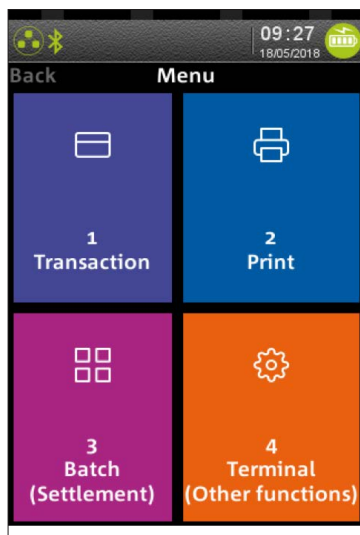 09:27
18/05/2018
Back Menu
1
Transaction
2
Print
3
Batch
(Settlement)
4
Terminal
(Other functions)